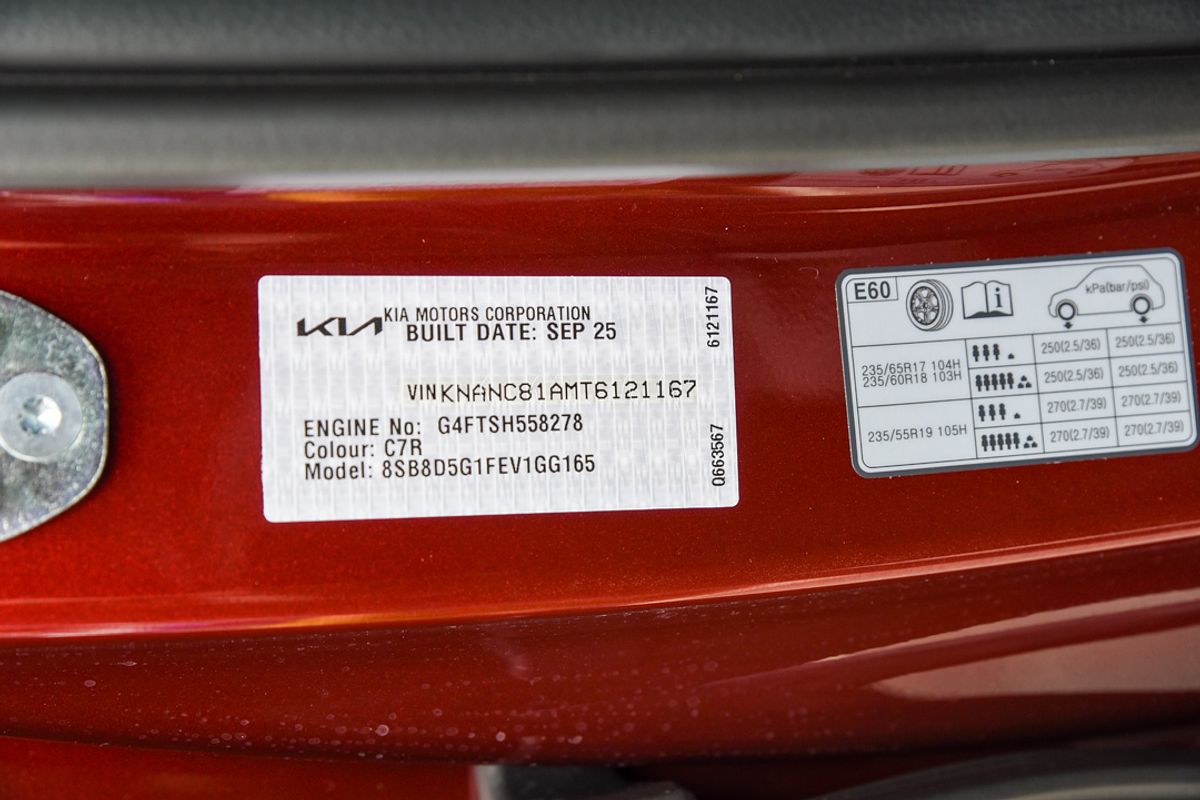 KIA KIA MOTORS CORPORATION
BUILT DATE: SEP 25
VIN KNANC81AMT6121167
ENGINE No: G4FTSH558278
Colour: C7R
Model: 8SB8D5G1FEV1GG165
6121167
Q663567
E60
i
kPa(bar/psi)
235/65R17 104H
235/60R18 103H
250(2.5/36) 250(2.5/36)
250(2.5/36) 250(2.5/36)
235/55R19 105H
270(2.7/39) 270(2.7/39)
270(2.7/39) 270(2.7/39)